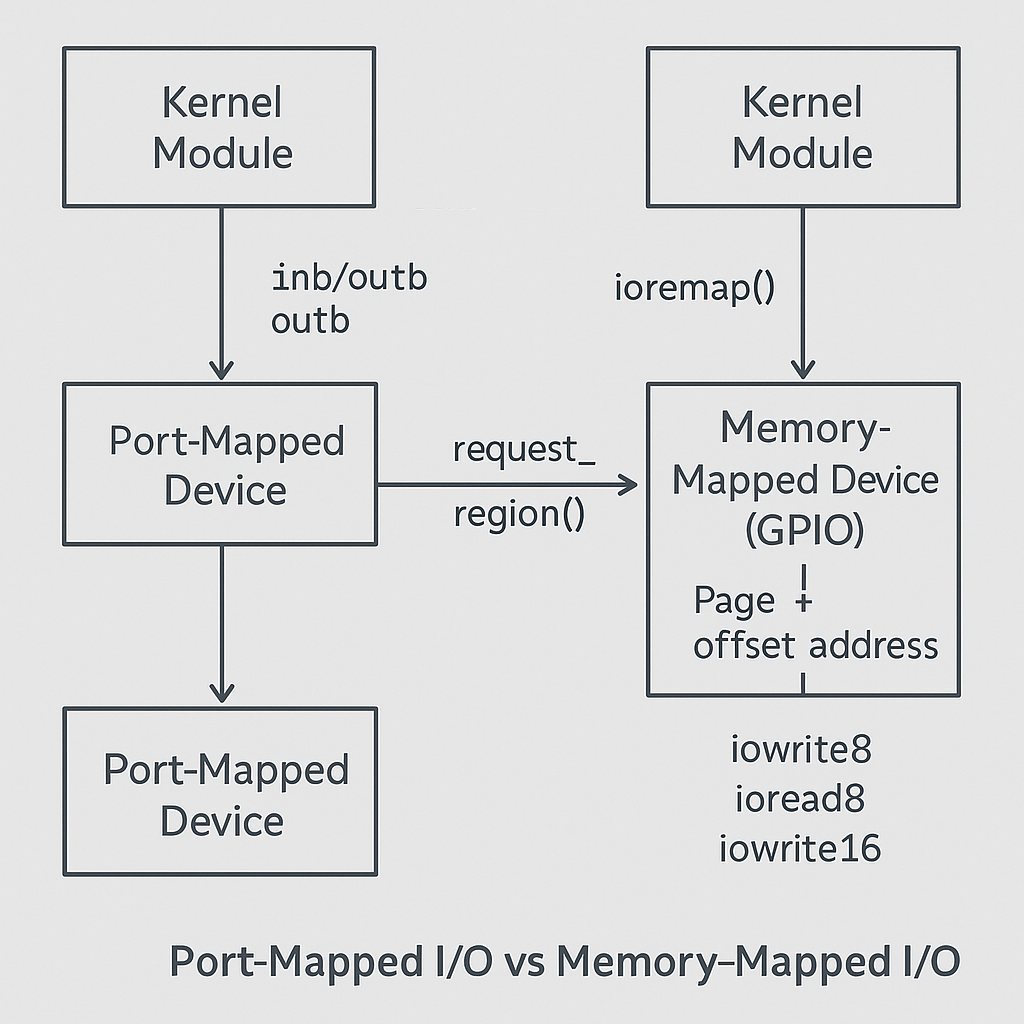 Kernel
Module
Kernel
Module
inb/outb
outb
ioremap()
Port-Mapped
Device
request_
region()
Memory-
Mapped Device
(GPIO)
Page +
offset address
Port-Mapped
Device
iowrite8
ioread8
iowrite16
Port-Mapped I/O vs Memory-Mapped I/O